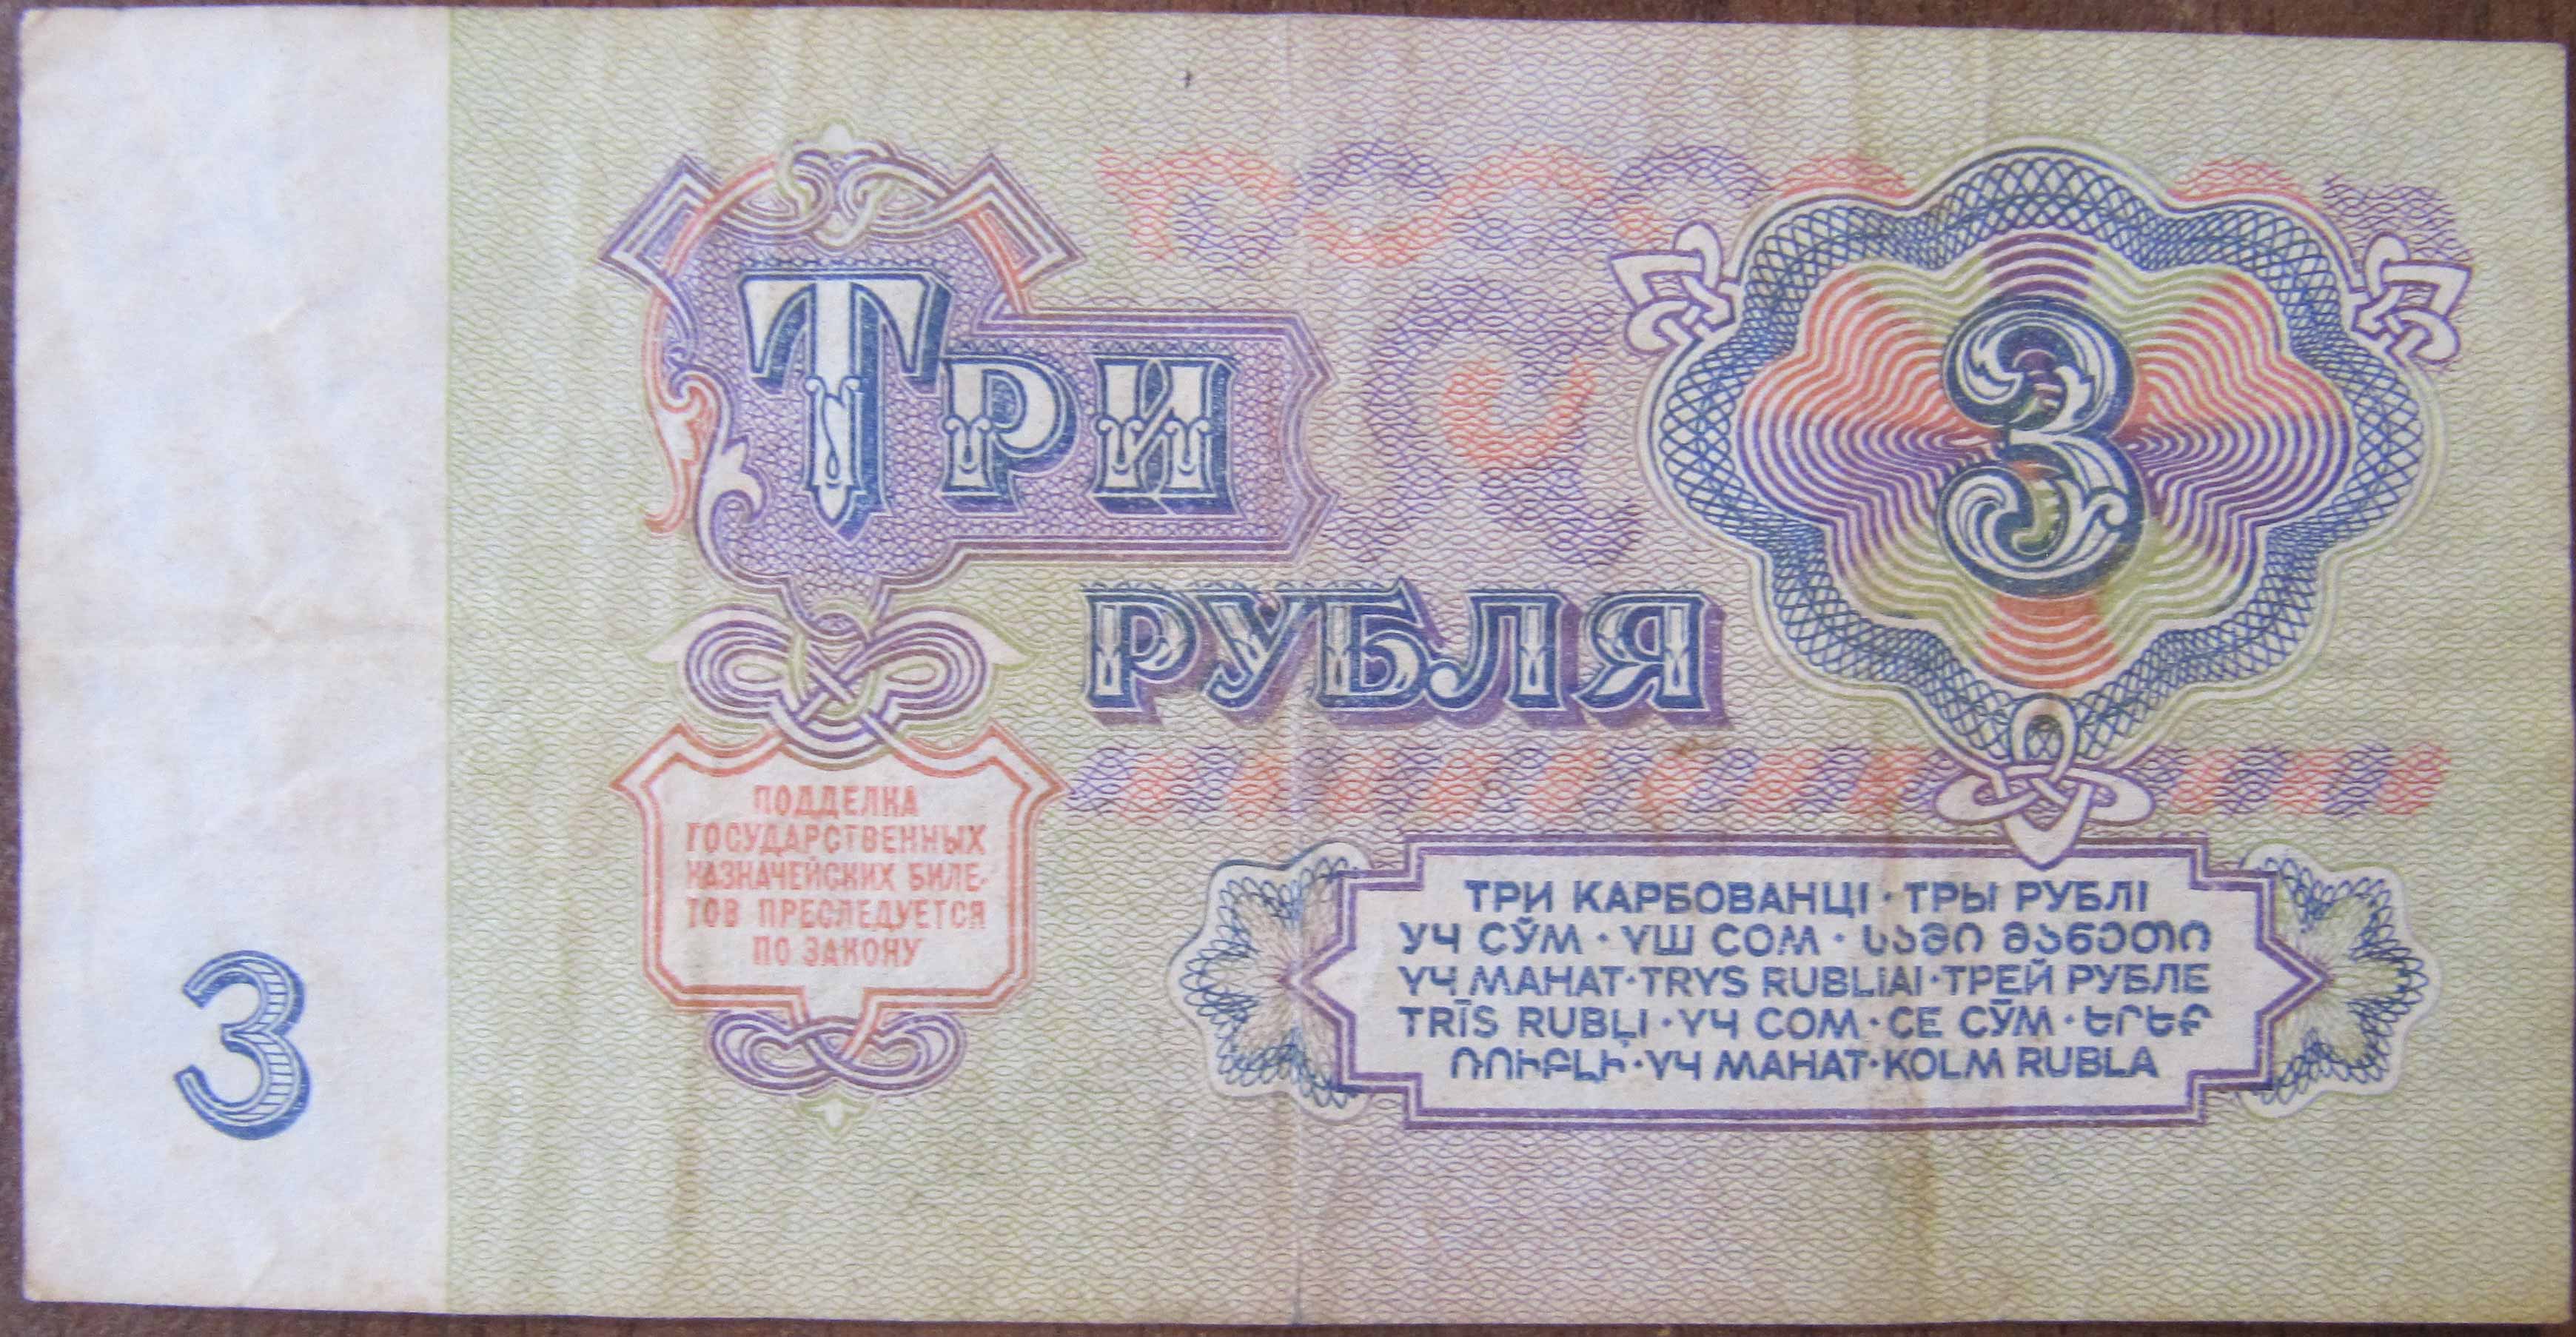 ТРИ
РУБЛЯ
3
ПОДДЕЛКА
ГОСУДАРСТВЕННЫХ
КАЗНАЧЕЙСКИХ БИЛЕ-
ТОВ ПРЕСЛЕДУЕТСЯ
ПО ЗАКОНУ
3
ТРИ КАРБОВАНЦІ · ТРЫ РУБЛІ
УЧ СЎМ · ҮШ СОМ · ᲡᲐᲛᲘ ᲛᲐᲜᲔᲗᲘ
ҮЧ МАНАТ · TRYS RUBLIAI · ТРЕЙ РУБЛЕ
TRĪS RUBĻI · ҮЧ СОМ · СЕ СӮМ · ԵՐԵՔ
ՌՈՒԲԼԻ · ҮЧ МАНАТ · KOLM RUBLA